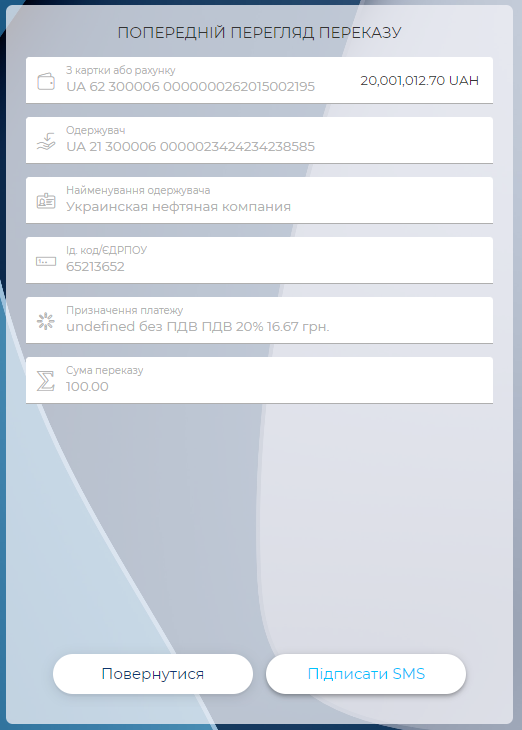 ПОПЕРЕДНІЙ ПЕРЕГЛЯД ПЕРЕКАЗУ
З картки або рахунку
UA 62 300006 0000000262015002195
20,001,012.70 UAH
Одержувач
UA 21 300006 0000023424234238585
Найменування одержувача
Украинская нефтяная компания
Ід. код/ЄДРПОУ
65213652
Призначення платежу
undefined без ПДВ ПДВ 20% 16.67 грн.
Сума переказу
100.00
Повернутися
Підписати SMS